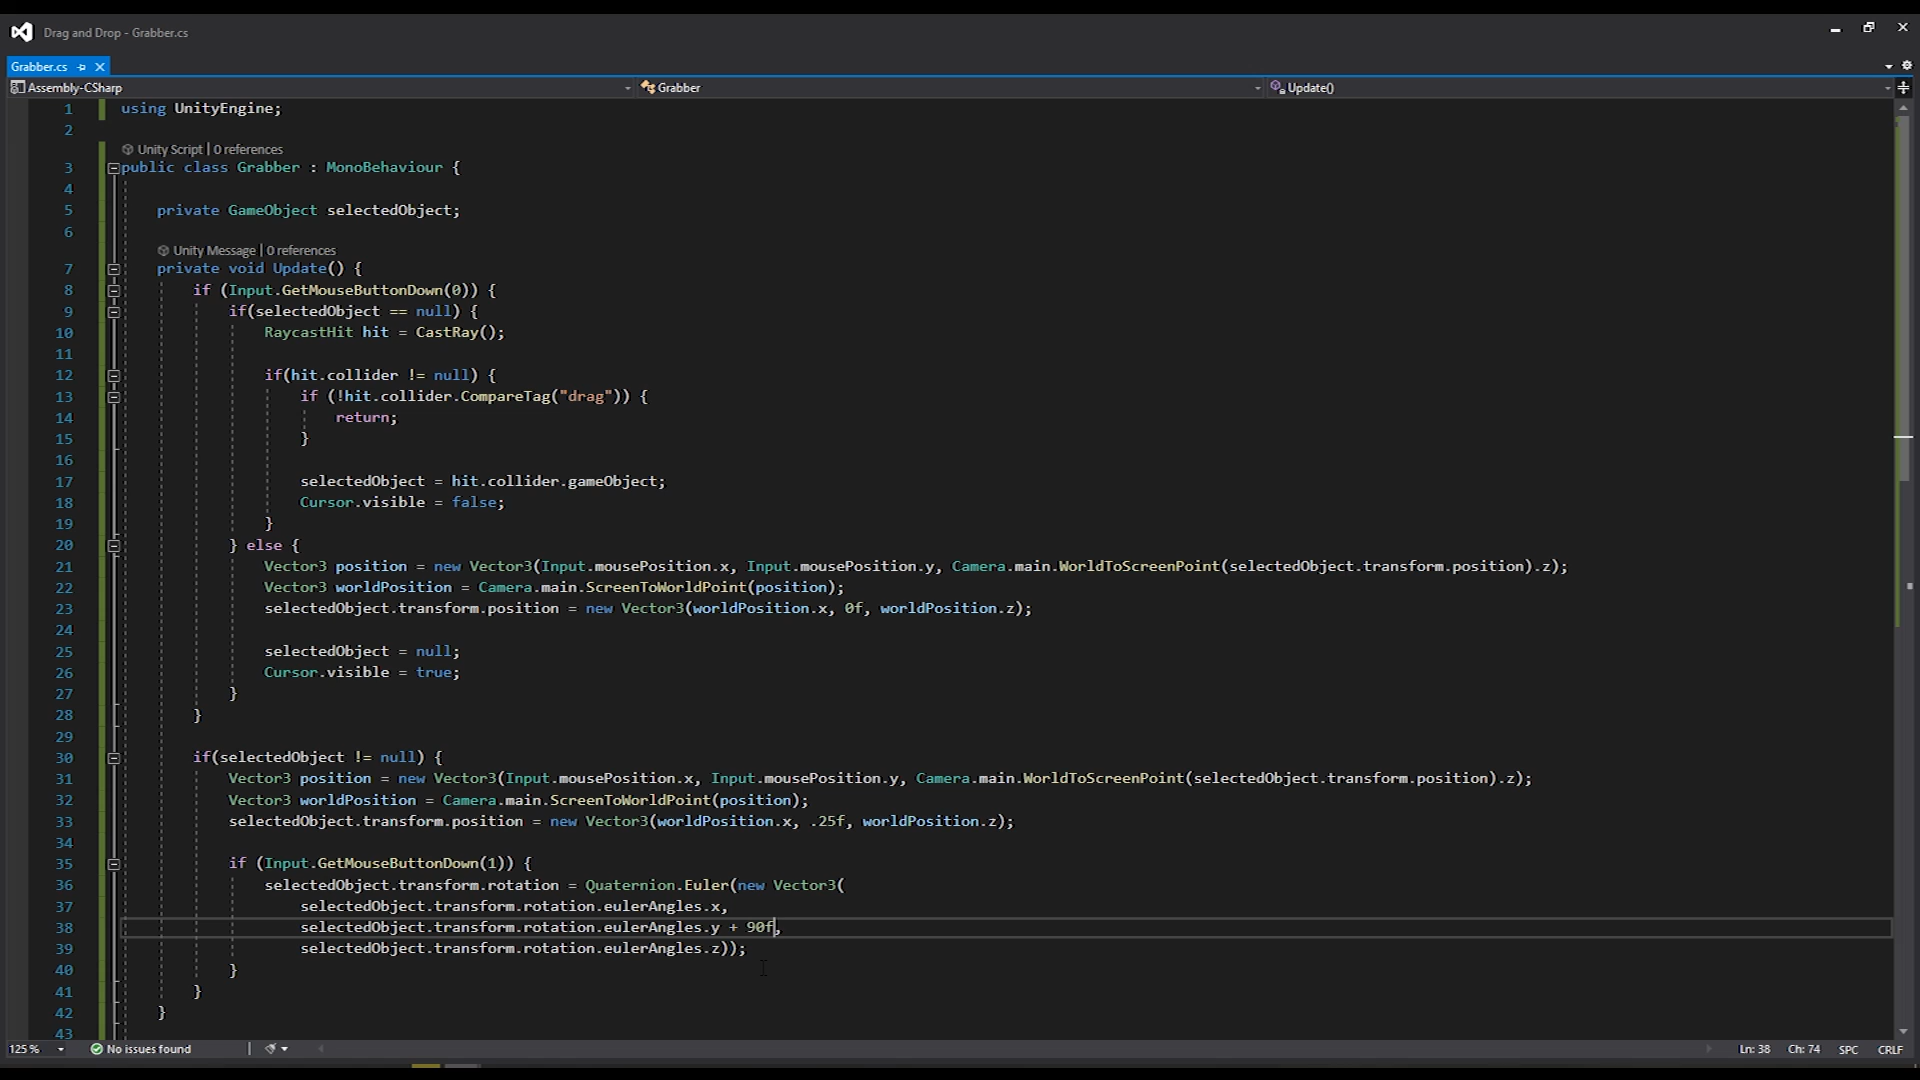 Drag and Drop - Grabber.cs
Grabber.cs
Assembly-CSharp Grabber Update()
1 using UnityEngine;
2
Unity Script | 0 references
3 public class Grabber : MonoBehaviour {
4
5 private GameObject selectedObject;
6
Unity Message | 0 references
7 private void Update() {
8 if (Input.GetMouseButtonDown(0)) {
9 if(selectedObject == null) {
10 RaycastHit hit = CastRay();
11
12 if(hit.collider != null) {
13 if (!hit.collider.CompareTag("drag")) {
14 return;
15 }
16
17 selectedObject = hit.collider.gameObject;
18 Cursor.visible = false;
19 }
20 } else {
21 Vector3 position = new Vector3(Input.mousePosition.x, Input.mousePosition.y, Camera.main.WorldToScreenPoint(selectedObject.transform.position).z);
22 Vector3 worldPosition = Camera.main.ScreenToWorldPoint(position);
23 selectedObject.transform.position = new Vector3(worldPosition.x, 0f, worldPosition.z);
24
25 selectedObject = null;
26 Cursor.visible = true;
27 }
28 }
29
30 if(selectedObject != null) {
31 Vector3 position = new Vector3(Input.mousePosition.x, Input.mousePosition.y, Camera.main.WorldToScreenPoint(selectedObject.transform.position).z);
32 Vector3 worldPosition = Camera.main.ScreenToWorldPoint(position);
33 selectedObject.transform.position = new Vector3(worldPosition.x, .25f, worldPosition.z);
34
35 if (Input.GetMouseButtonDown(1)) {
36 selectedObject.transform.rotation = Quaternion.Euler(new Vector3(
37 selectedObject.transform.rotation.eulerAngles.x,
38 selectedObject.transform.rotation.eulerAngles.y + 90f,
39 selectedObject.transform.rotation.eulerAngles.z));
40 }
41 }
42 }
43
125 % No issues found Ln: 38 Ch: 74 SPC CRLF